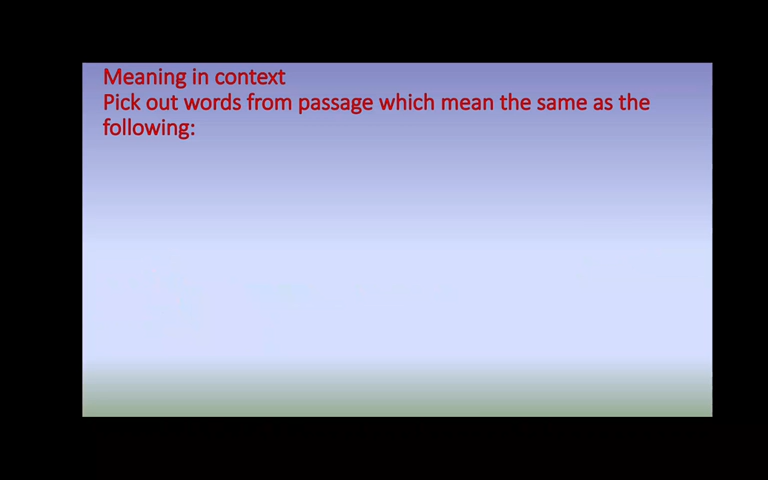 Meaning in context
Pick out words from passage which mean the same as the
following: